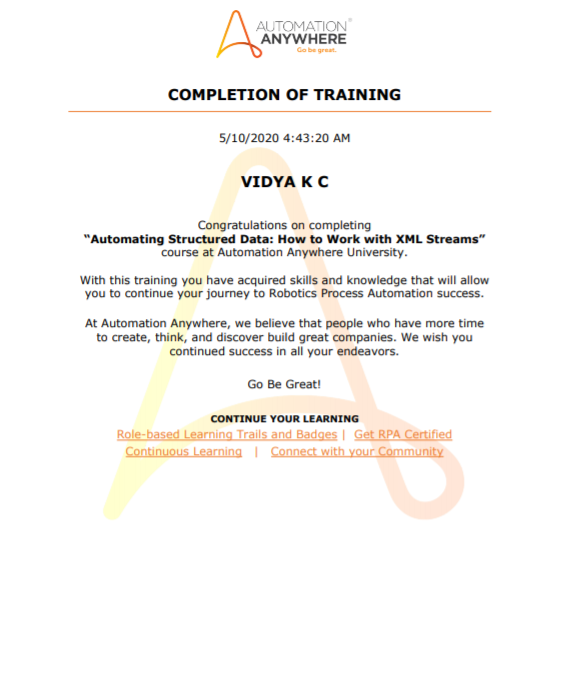 AUTOMATION®
ANYWHERE
Go be great.
COMPLETION OF TRAINING
5/10/2020 4:43:20 AM
VIDYA K C
Congratulations on completing
“Automating Structured Data: How to Work with XML Streams”
course at Automation Anywhere University.
With this training you have acquired skills and knowledge that will allow
you to continue your journey to Robotics Process Automation success.
At Automation Anywhere, we believe that people who have more time
to create, think, and discover build great companies. We wish you
continued success in all your endeavors.
Go Be Great!
CONTINUE YOUR LEARNING
Role-based Learning Trails and Badges | Get RPA Certified
Continuous Learning | Connect with your Community